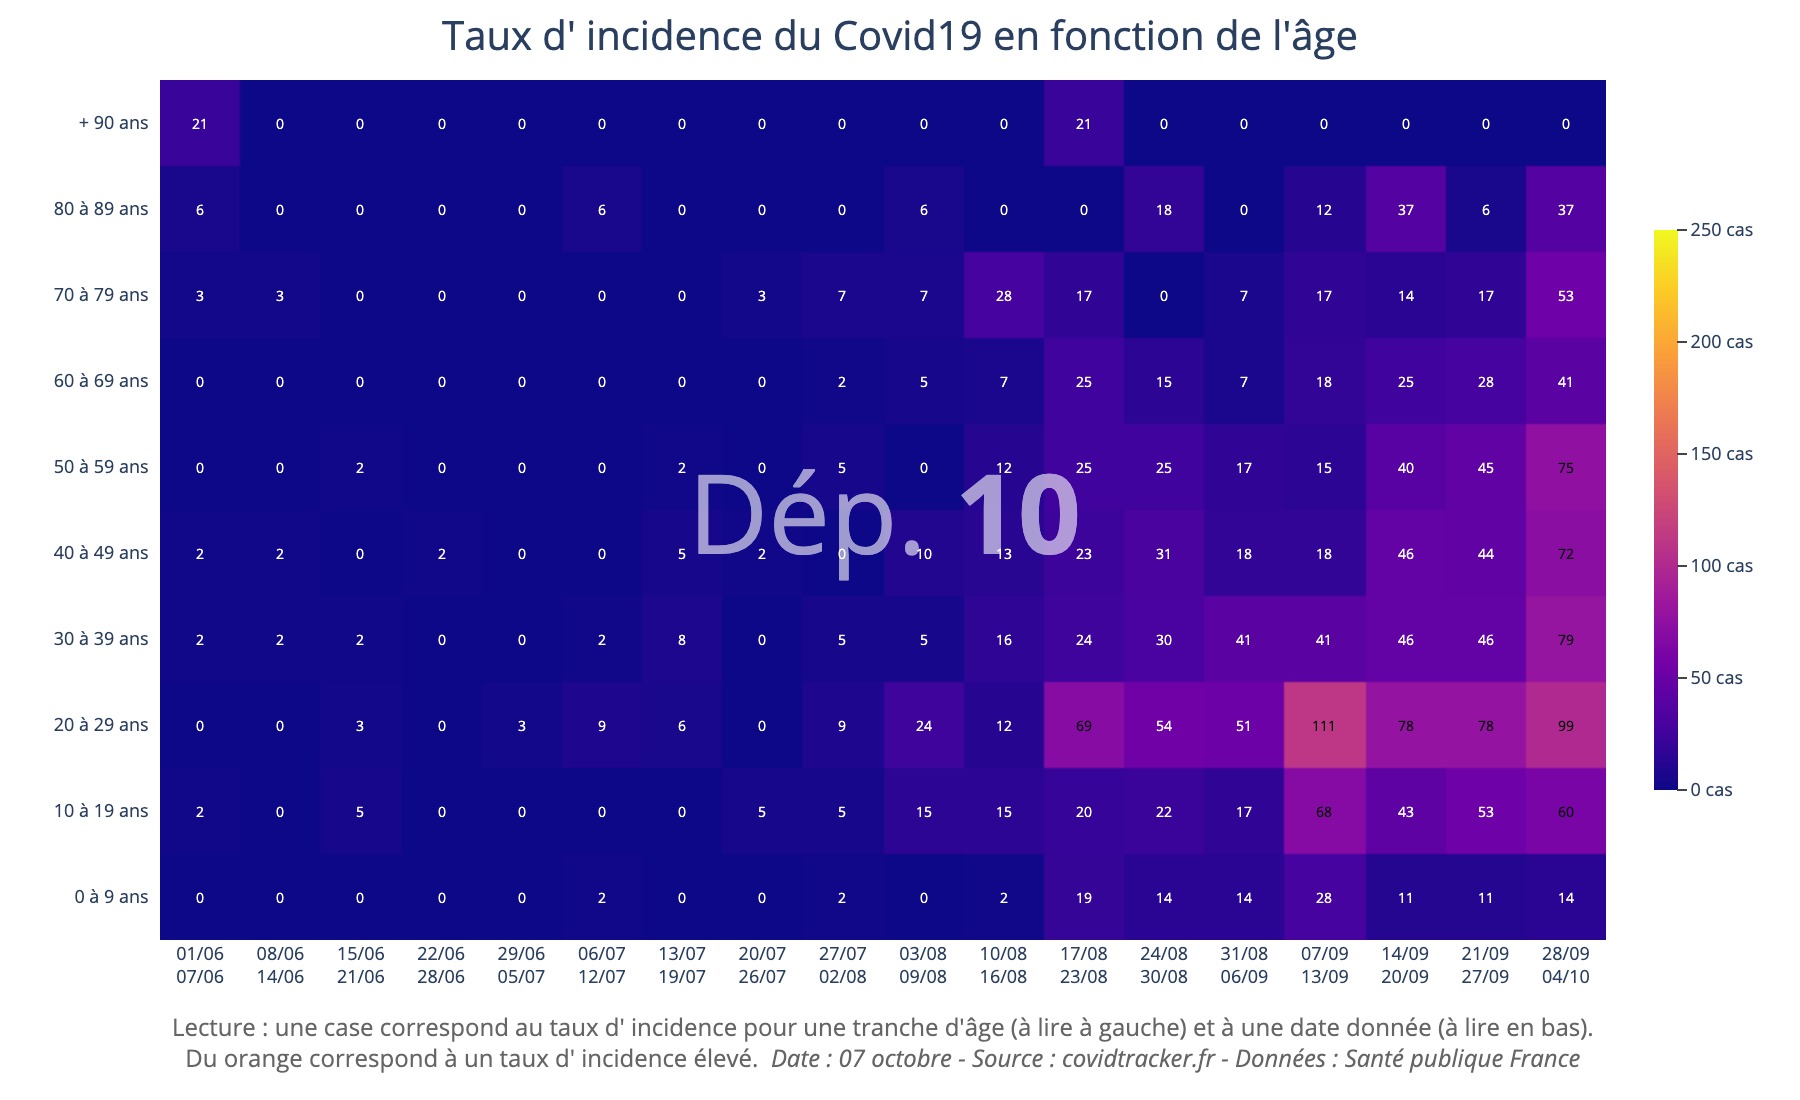 Taux d' incidence du Covid19 en fonction de l'âge
+ 90 ans 21 0 0 0 0 0 0 0 0 0 0 21 0 0 0 0 0 0
80 à 89 ans 6 0 0 0 0 6 0 0 0 6 0 0 18 0 12 37 6 37
250 cas
70 à 79 ans 3 3 0 0 0 0 0 3 7 7 28 17 0 7 17 14 17 53
200 cas
60 à 69 ans 0 0 0 0 0 0 0 0 2 5 7 25 15 7 18 25 28 41
150 cas
50 à 59 ans 0 0 2 0 0 0 2 0 5 0 12 25 25 17 15 40 45 75
Dép. 10
40 à 49 ans 2 2 0 2 0 0 5 2 0 10 13 23 31 18 18 46 44 72
100 cas
30 à 39 ans 2 2 2 0 0 2 8 0 5 5 16 24 30 41 41 46 46 79
50 cas
20 à 29 ans 0 0 3 0 3 9 6 0 9 24 12 69 54 51 111 78 78 99
0 cas
10 à 19 ans 2 0 5 0 0 0 0 5 5 15 15 20 22 17 68 43 53 60
0 à 9 ans 0 0 0 0 0 2 0 0 2 0 2 19 14 14 28 11 11 14
01/06 08/06 15/06 22/06 29/06 06/07 13/07 20/07 27/07 03/08 10/08 17/08 24/08 31/08 07/09 14/09 21/09 28/09
07/06 14/06 21/06 28/06 05/07 12/07 19/07 26/07 02/08 09/08 16/08 23/08 30/08 06/09 13/09 20/09 27/09 04/10
Lecture : une case correspond au taux d' incidence pour une tranche d'âge (à lire à gauche) et à une date donnée (à lire en bas).
Du orange correspond à un taux d' incidence élevé. Date : 07 octobre - Source : covidtracker.fr - Données : Santé publique France